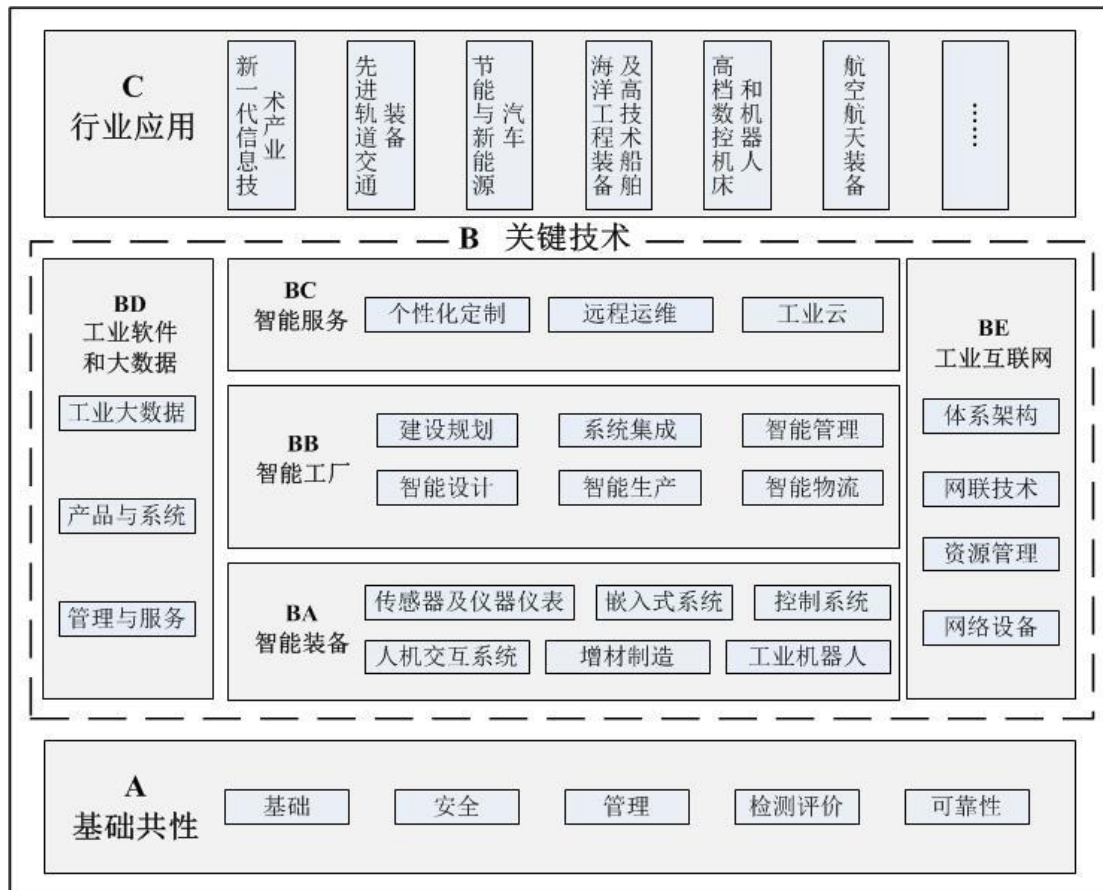 C
行业应用
新一代信息技
术产业
先进轨道交通
装备
节能与新能源
汽车
海洋工程装备
及高技术船舶
高档数控机床
和机器人
航空航天装备
……
B 关键技术
BD
工业软件
和大数据
工业大数据
产品与系统
管理与服务
BC
智能服务
个性化定制
远程运维
工业云
BB
智能工厂
建设规划
系统集成
智能管理
智能设计
智能生产
智能物流
BA
智能装备
传感器及仪器仪表
嵌入式系统
控制系统
人机交互系统
增材制造
工业机器人
BE
工业互联网
体系架构
网联技术
资源管理
网络设备
A
基础共性
基础
安全
管理
检测评价
可靠性